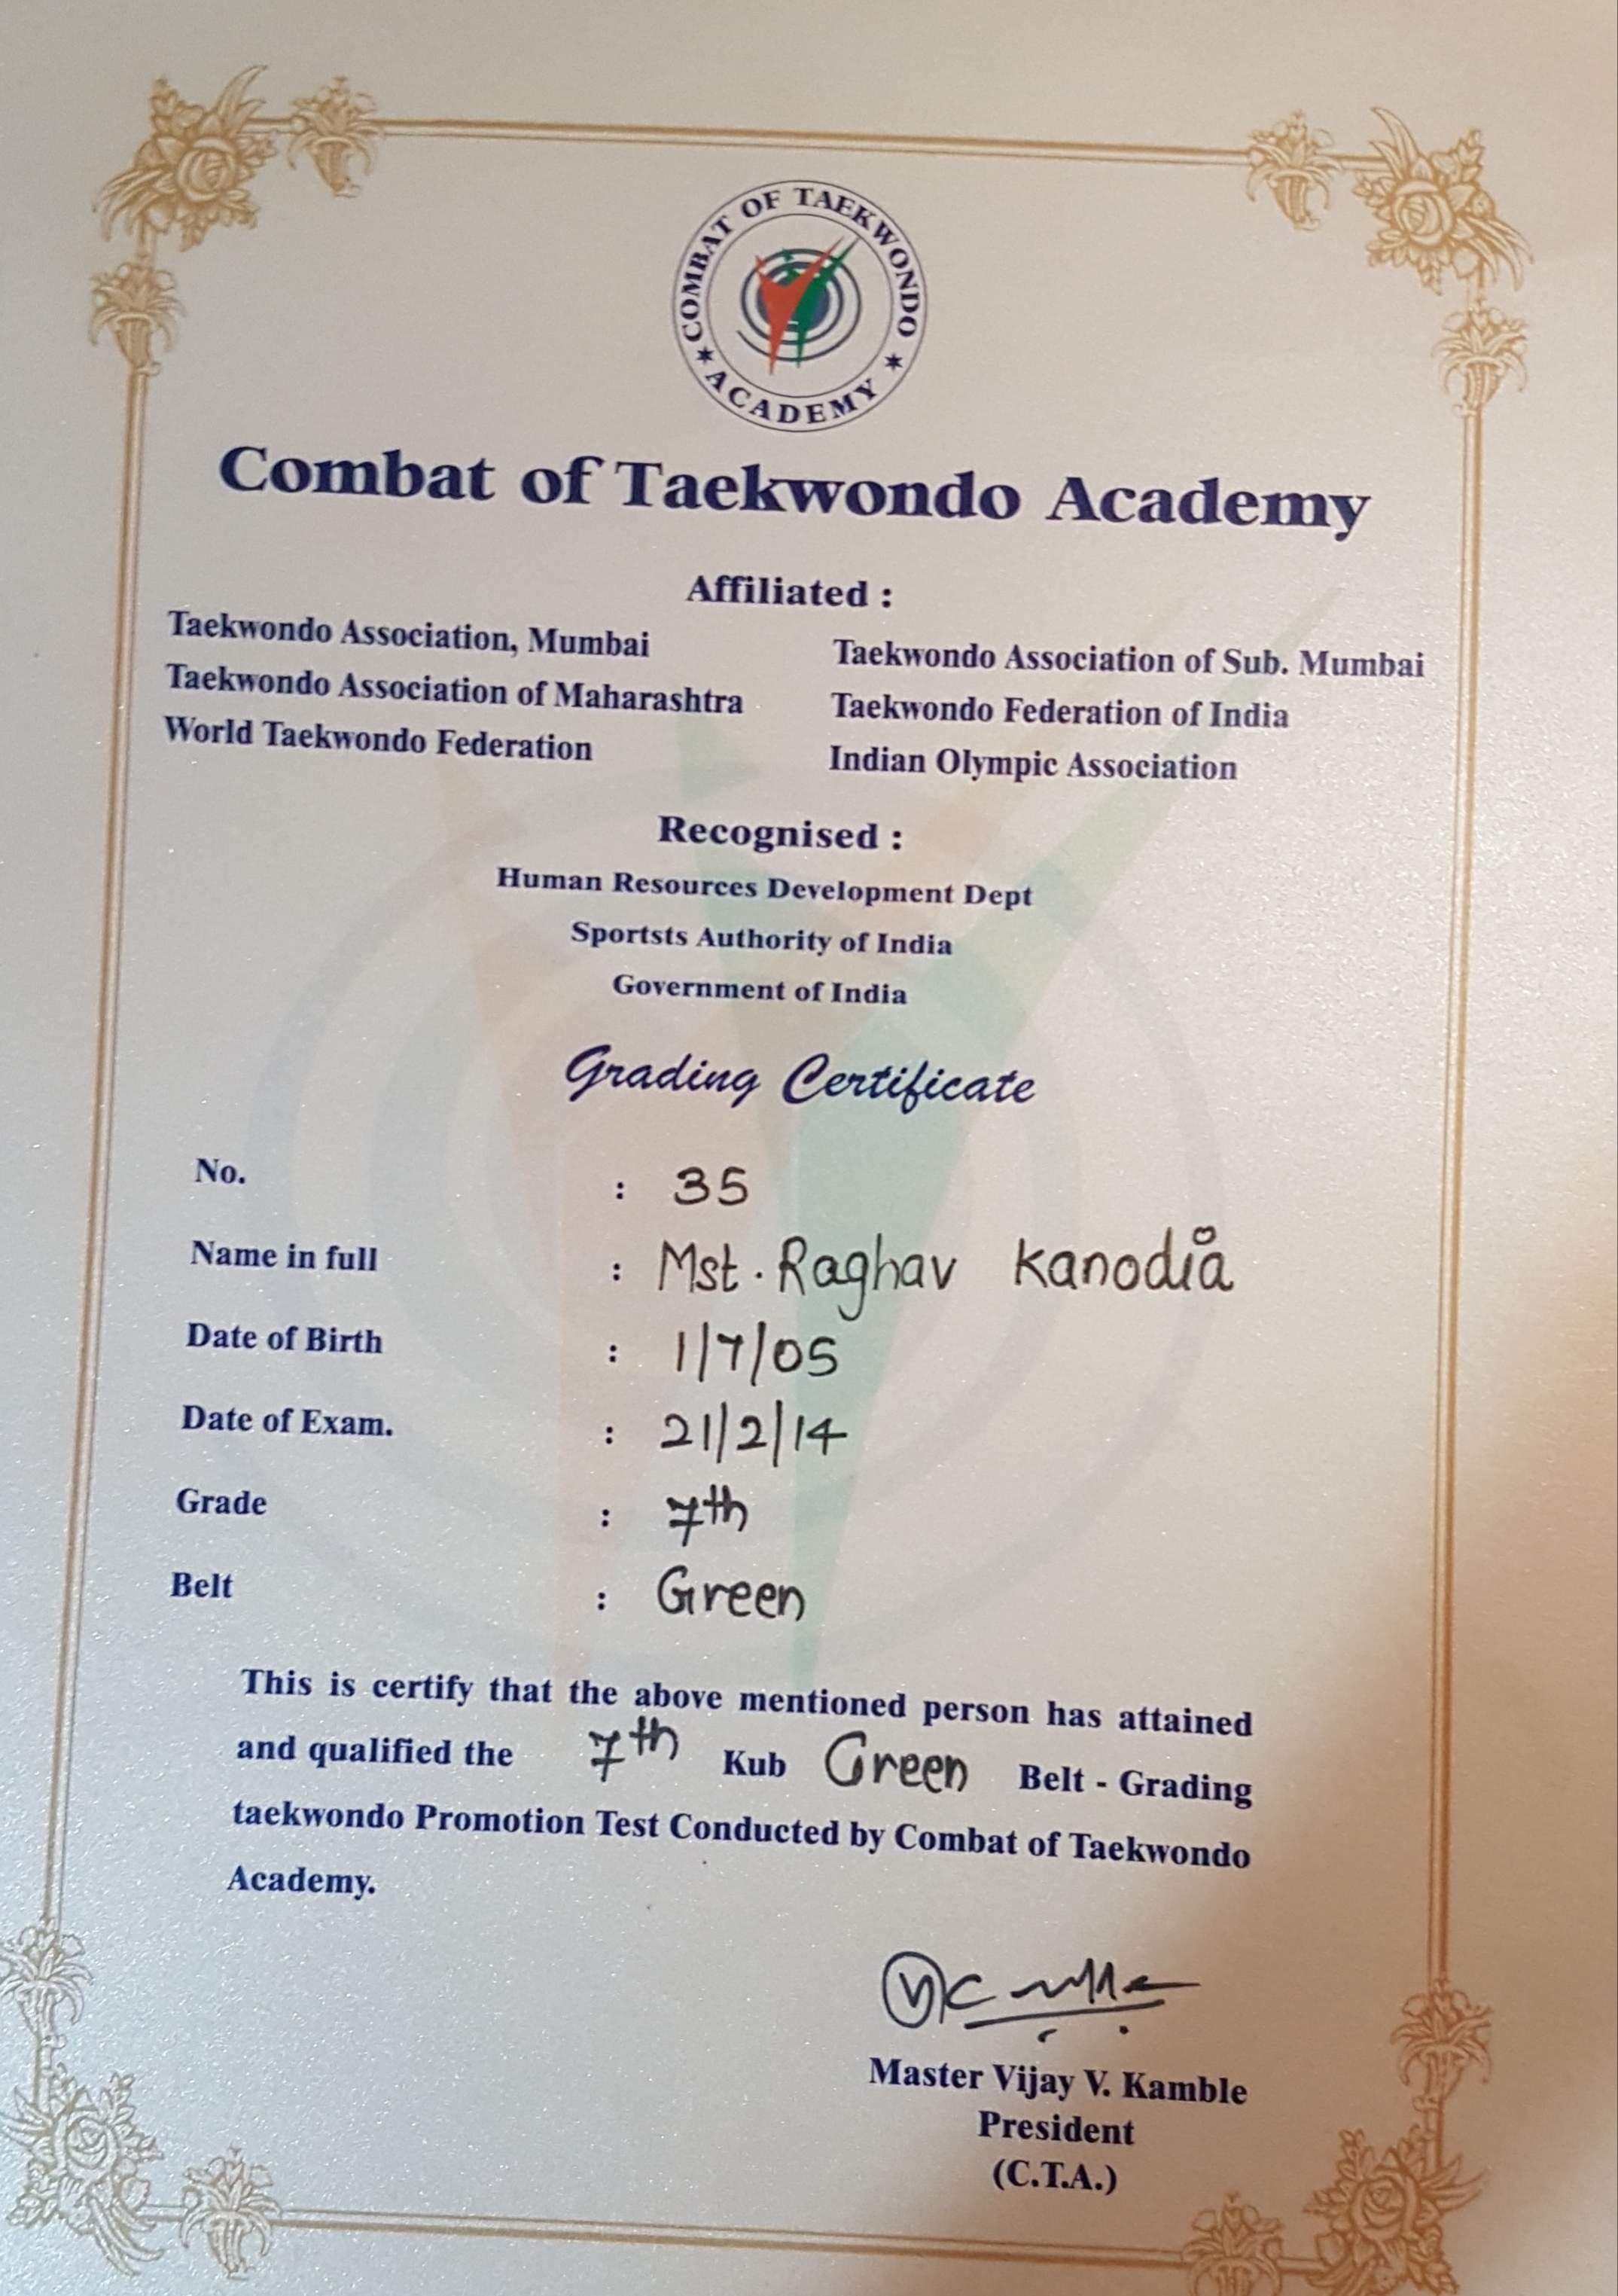 COMBAT OF TAEKWONDO
ACADEMY
Combat of Taekwondo Academy
Affiliated :
Taekwondo Association, Mumbai
Taekwondo Association of Sub. Mumbai
Taekwondo Association of Maharashtra
Taekwondo Federation of India
World Taekwondo Federation
Indian Olympic Association
Recognised :
Human Resources Development Dept
Sportsts Authority of India
Government of India
Grading Certificate
No. : 35
Name in full : Mst. Raghav Kanodia
Date of Birth : 1/7/05
Date of Exam. : 21/2/14
Grade : 7th
Belt : Green
This is certify that the above mentioned person has attained
and qualified the 7th Kub Green Belt - Grading
taekwondo Promotion Test Conducted by Combat of Taekwondo
Academy.
Master Vijay V. Kamble
President
(C.T.A.)